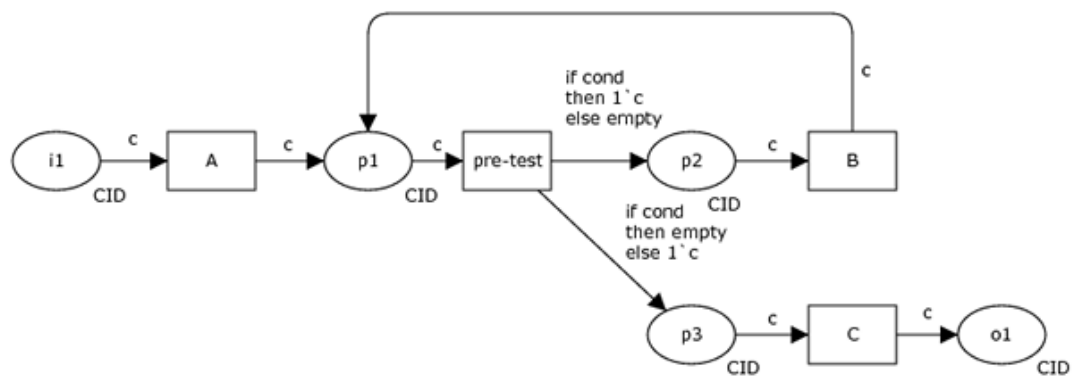 c
if cond
then 1`c
else empty
c
c
c
c
i1
A
p1
pre-test
p2
B
CID
CID
CID
if cond
then empty
else 1`c
c
c
p3
C
o1
CID
CID